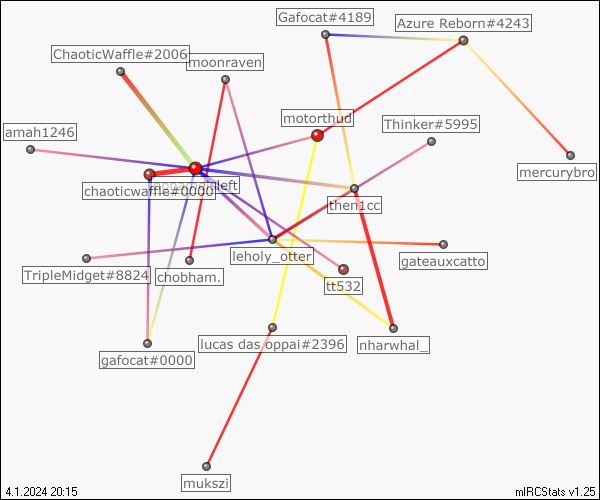 Gafocat#4189
Azure Reborn#4243
ChaoticWaffle#2006
moonraven
motorthud
Thinker#5995
amah1246
mercurybro
chaoticwaffle#0000
then1cc
leholy_otter
gateauxcatto
TripleMidget#8824
chobham.
tt532
lucas das oppai#2396
nharwhal_
gafocat#0000
mukszi
4.1.2024 20:15
mIRCStats v1.25